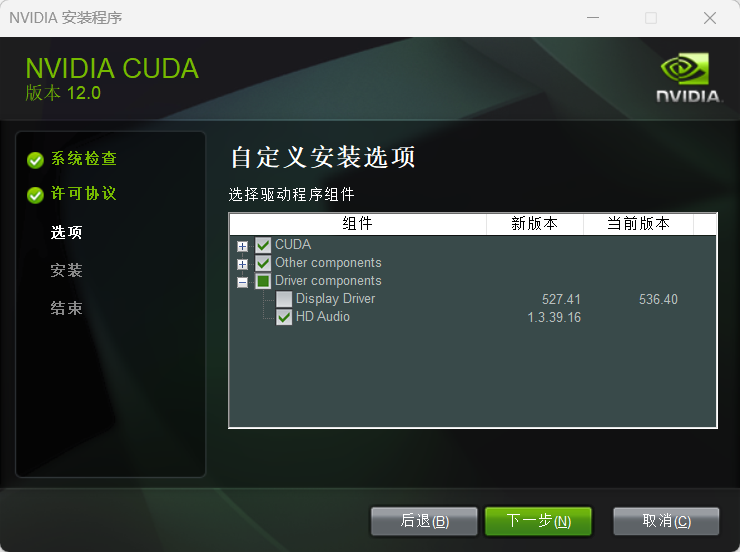 NVIDIA 安装程序
NVIDIA CUDA
版本 12.0
NVIDIA.
系统检查
许可协议
选项
安装
结束
自定义安装选项
选择驱动程序组件
组件 新版本 当前版本
CUDA
Other components
Driver components
Display Driver 527.41 536.40
HD Audio 1.3.39.16
后退(B) 下一步(N) 取消(C)